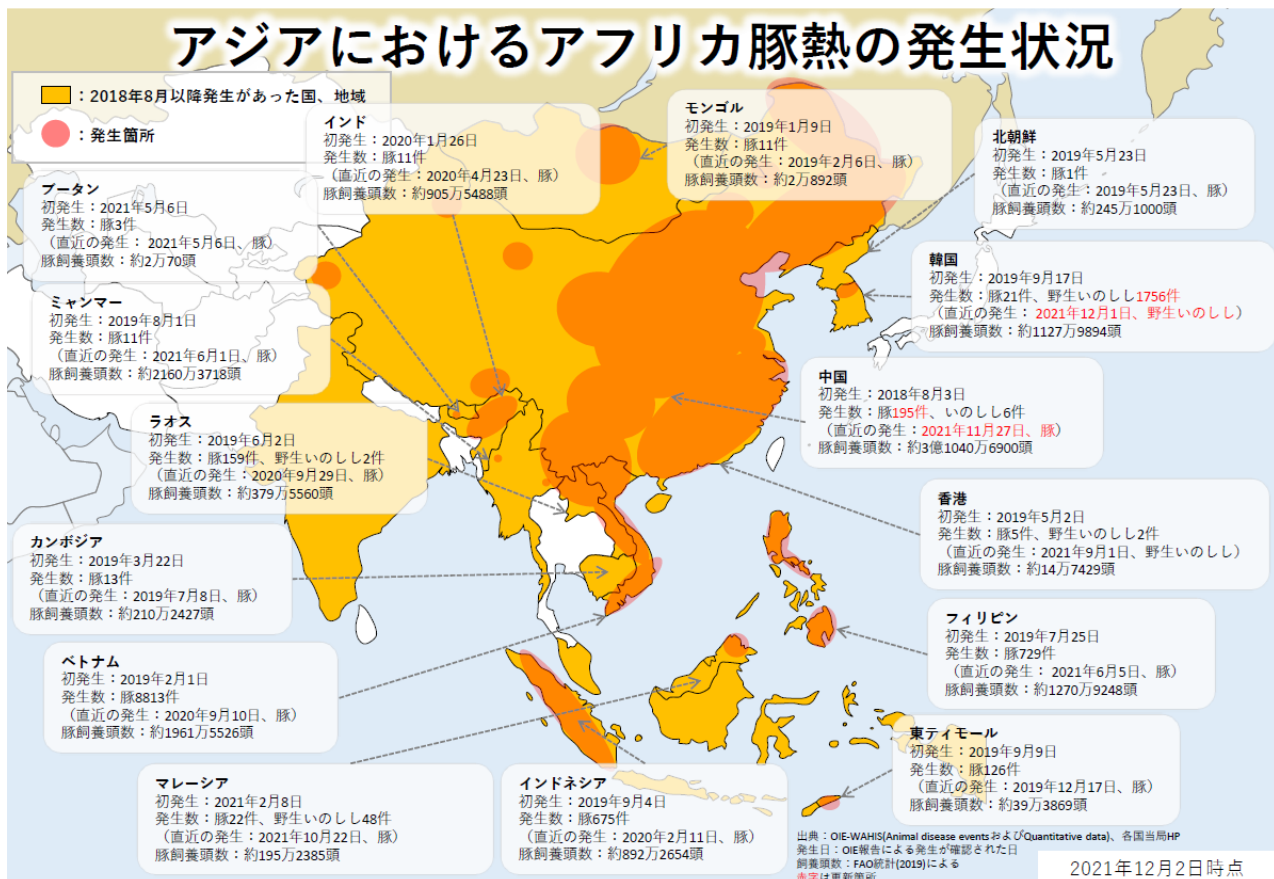 アジアにおけるアフリカ豚熱の発生状況
：2018年8月以降発生があった国、地域
：発生箇所
インド
初発生：2020年1月26日
発生数：豚11件
（直近の発生：2020年4月23日、豚）
豚飼養頭数：約905万5488頭
モンゴル
初発生：2019年1月9日
発生数：豚11件
（直近の発生：2019年2月6日、豚）
豚飼養頭数：約2万892頭
北朝鮮
初発生：2019年5月23日
発生数：豚1件
（直近の発生：2019年5月23日、豚）
豚飼養頭数：約245万1000頭
ブータン
初発生：2021年5月6日
発生数：豚3件
（直近の発生： 2021年5月6日、豚）
豚飼養頭数：約2万70頭
韓国
初発生：2019年9月17日
発生数：豚21件、野生いのしし1756件
（直近の発生： 2021年12月1日、野生いのしし）
豚飼養頭数：約1127万9894頭
ミャンマー
初発生：2019年8月1日
発生数：豚11件
（直近の発生：2021年6月1日、豚）
豚飼養頭数：約2160万3718頭
中国
初発生：2018年8月3日
発生数：豚195件、いのしし6件
（直近の発生：2021年11月27日、豚）
豚飼養頭数：約3億1040万6900頭
ラオス
初発生：2019年6月2日
発生数：豚159件、野生いのしし2件
（直近の発生：2020年9月29日、豚）
豚飼養頭数：約379万5560頭
香港
初発生：2019年5月2日
発生数：豚5件、野生いのしし2件
（直近の発生：2021年9月1日、野生いのしし）
豚飼養頭数：約14万7429頭
カンボジア
初発生：2019年3月22日
発生数：豚13件
（直近の発生：2019年7月8日、豚）
豚飼養頭数：約210万2427頭
フィリピン
初発生：2019年7月25日
発生数：豚729件
（直近の発生： 2021年6月5日、豚）
豚飼養頭数：約1270万9248頭
ベトナム
初発生：2019年2月1日
発生数：豚8813件
（直近の発生：2020年9月10日、豚）
豚飼養頭数：約1961万5526頭
東ティモール
初発生：2019年9月9日
発生数：豚126件
（直近の発生：2019年12月17日、豚）
豚飼養頭数：約39万3869頭
マレーシア
初発生：2021年2月8日
発生数：豚22件、野生いのしし48件
（直近の発生：2021年10月22日、豚）
豚飼養頭数：約195万2385頭
インドネシア
初発生：2019年9月4日
発生数：豚675件
（直近の発生：2020年2月11日、豚）
豚飼養頭数：約892万2654頭
出典：OIE-WAHIS(Animal disease eventsおよびQuantitative data)、各国当局HP
発生日：OIE報告による発生が確認された日
飼養頭数：FAO統計(2019)による
赤字は更新箇所
2021年12月2日時点